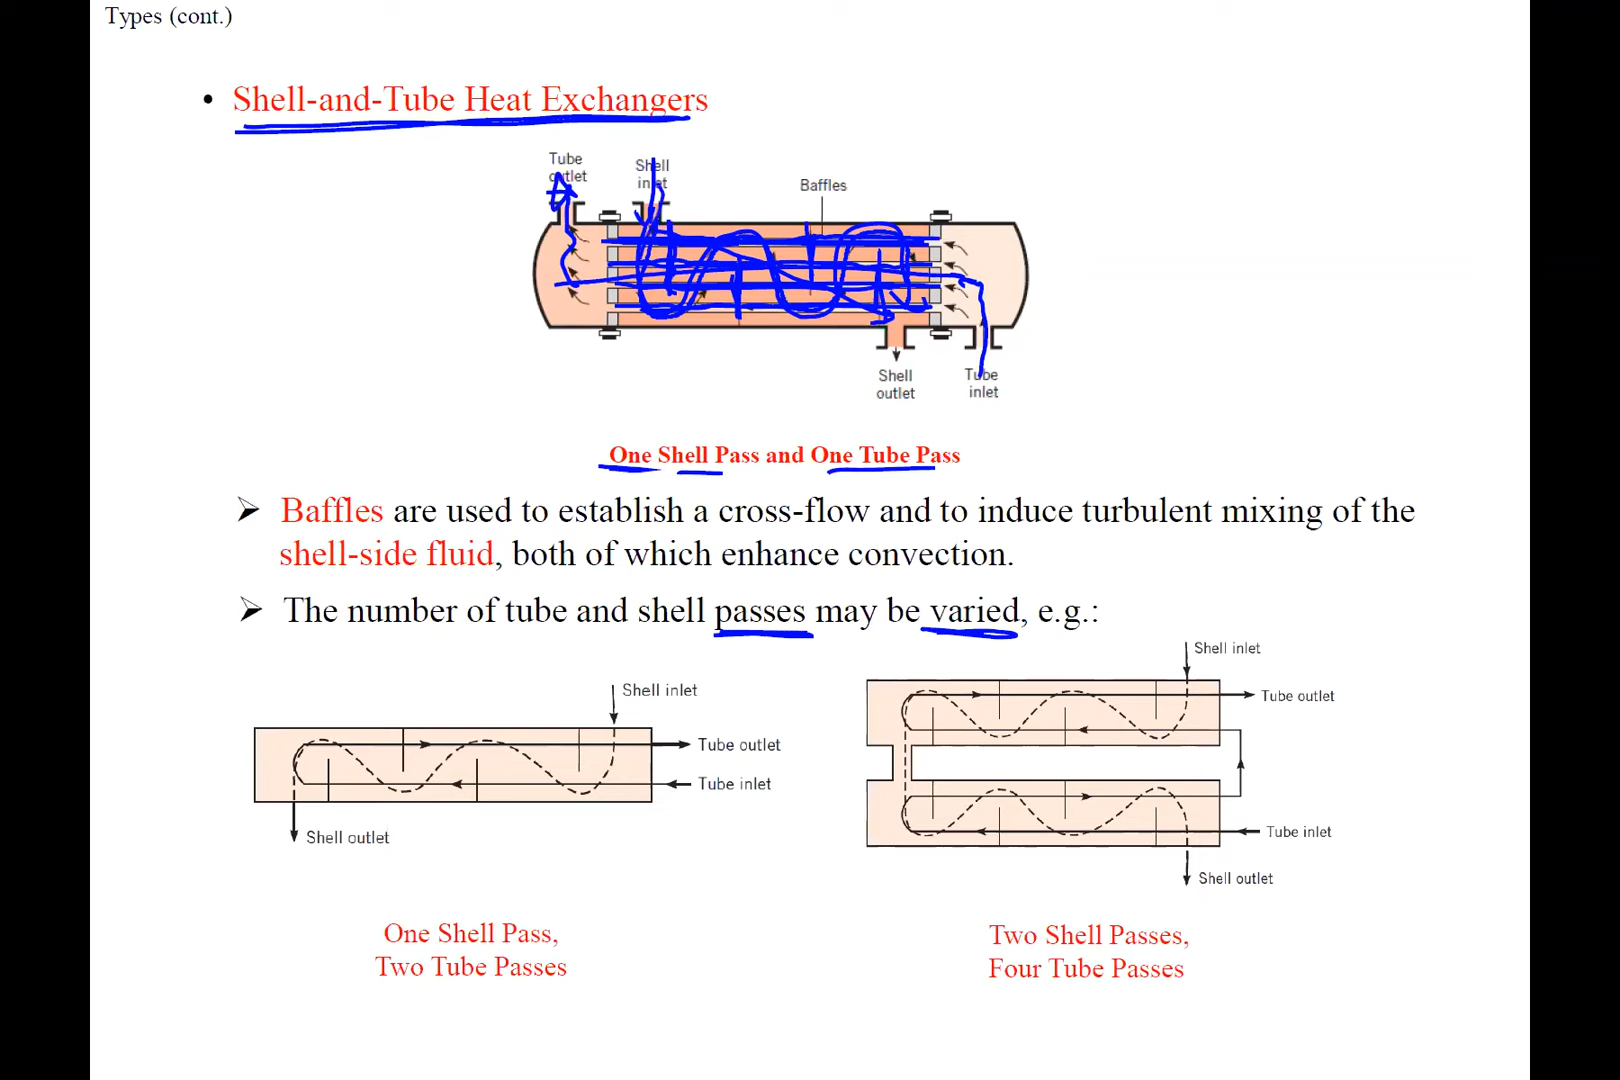 Types (cont.)
• Shell-and-Tube Heat Exchangers
Tube
outlet
Shell
inlet
Baffles
Shell
outlet
Tube
inlet
One Shell Pass and One Tube Pass
➢ Baffles are used to establish a cross-flow and to induce turbulent mixing of the
shell-side fluid, both of which enhance convection.
➢ The number of tube and shell passes may be varied, e.g.:
Shell inlet
Tube outlet
Tube inlet
Shell outlet
One Shell Pass,
Two Tube Passes
Shell inlet
Tube outlet
Tube inlet
Shell outlet
Two Shell Passes,
Four Tube Passes